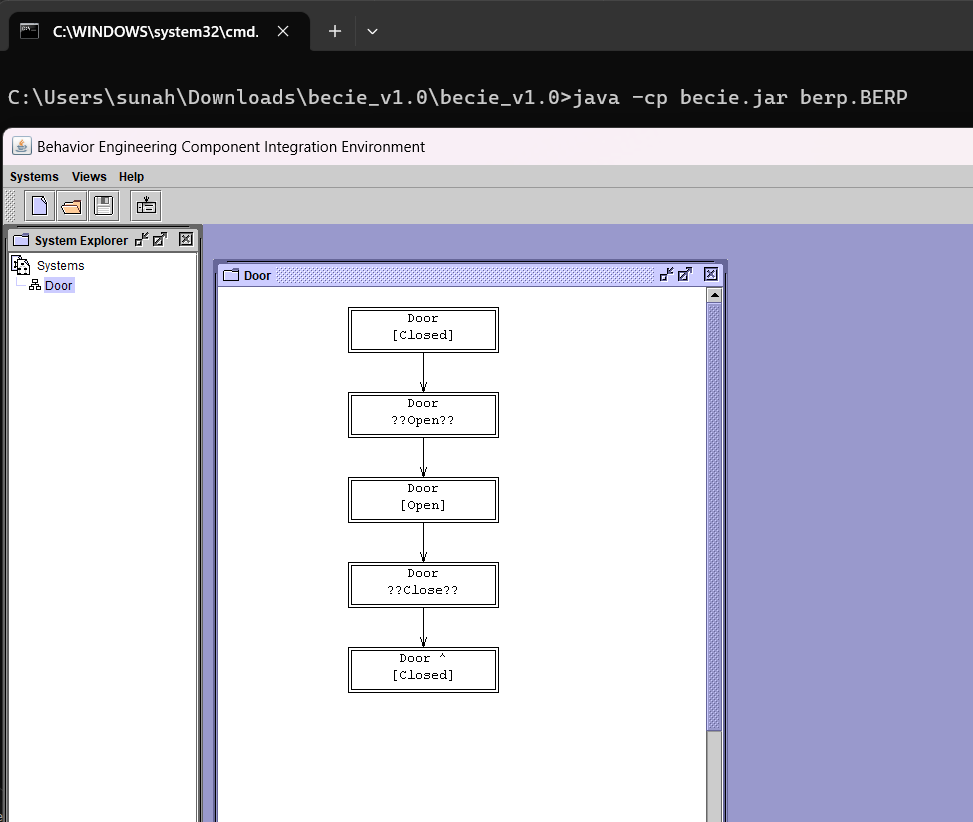 C:\WINDOWS\system32\cmd.
C:\Users\sunah\Downloads\becie_v1.0\becie_v1.0>java -cp becie.jar berp.BERP
Behavior Engineering Component Integration Environment
Systems Views Help
System Explorer
Systems
Door
Door
Door
[Closed]
Door
??Open??
Door
[Open]
Door
??Close??
Door ^
[Closed]